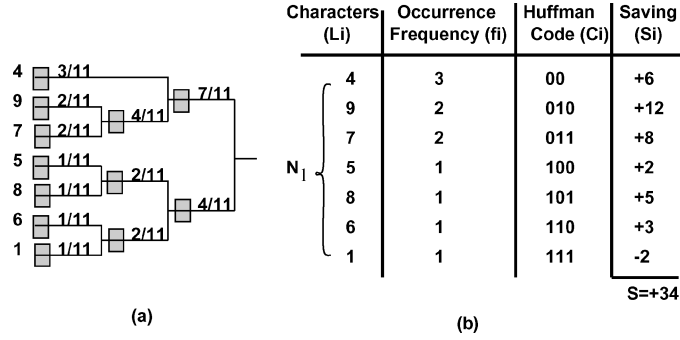 4 3/11
7/11
9 2/11
4/11
7 2/11
5 1/11
2/11
8 1/11
4/11
6 1/11
2/11
1 1/11
(a)
Characters Occurrence Huffman Saving
(Li) Frequency (fi) Code (Ci) (Si)
4 3 00 +6
9 2 010 +12
7 2 011 +8
N1 5 1 100 +2
8 1 101 +5
6 1 110 +3
1 1 111 -2
S=+34
(b)